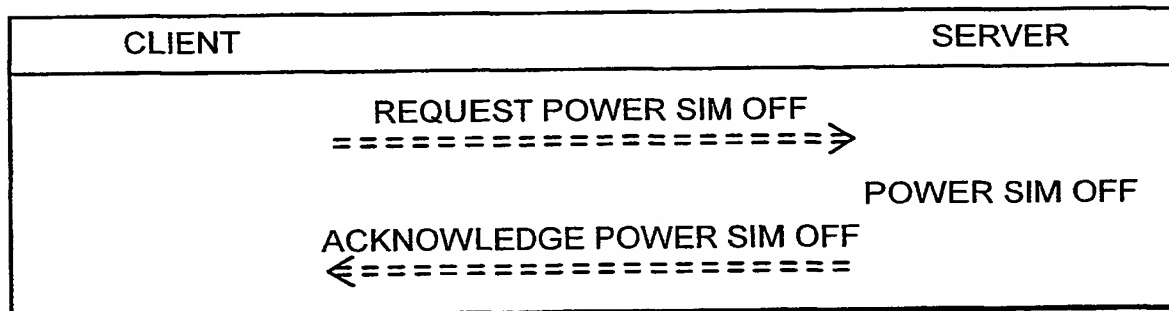 CLIENT SERVER
REQUEST POWER SIM OFF
POWER SIM OFF
ACKNOWLEDGE POWER SIM OFF